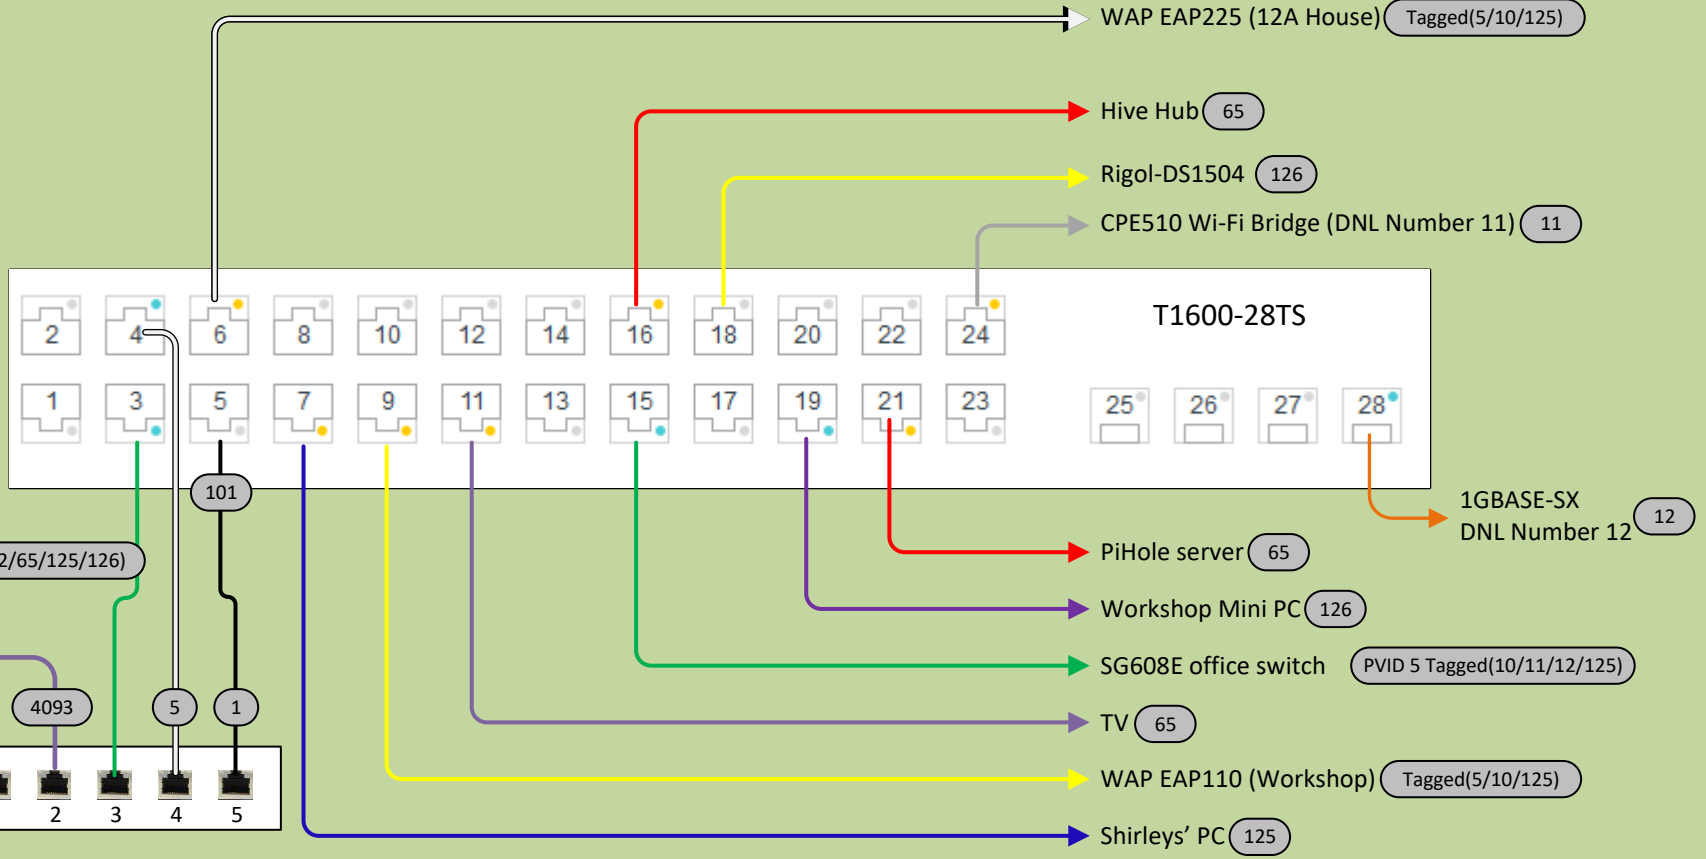 WAP EAP225 (12A House) Tagged(5/10/125)
Hive Hub 65
Rigol-DS1504 126
CPE510 Wi-Fi Bridge (DNL Number 11) 11
T1600-28TS
2 4 6 8 10 12 14 16 18 20 22 24
1 3 5 7 9 11 13 15 17 19 21 23
25 26 27 28
101
1GBASE-SX
DNL Number 12 12
2/65/125/126)
PiHole server 65
Workshop Mini PC 126
SG608E office switch PVID 5 Tagged(10/11/12/125)
4093 5 1
TV 65
WAP EAP110 (Workshop) Tagged(5/10/125)
2 3 4 5
Shirleys’ PC 125